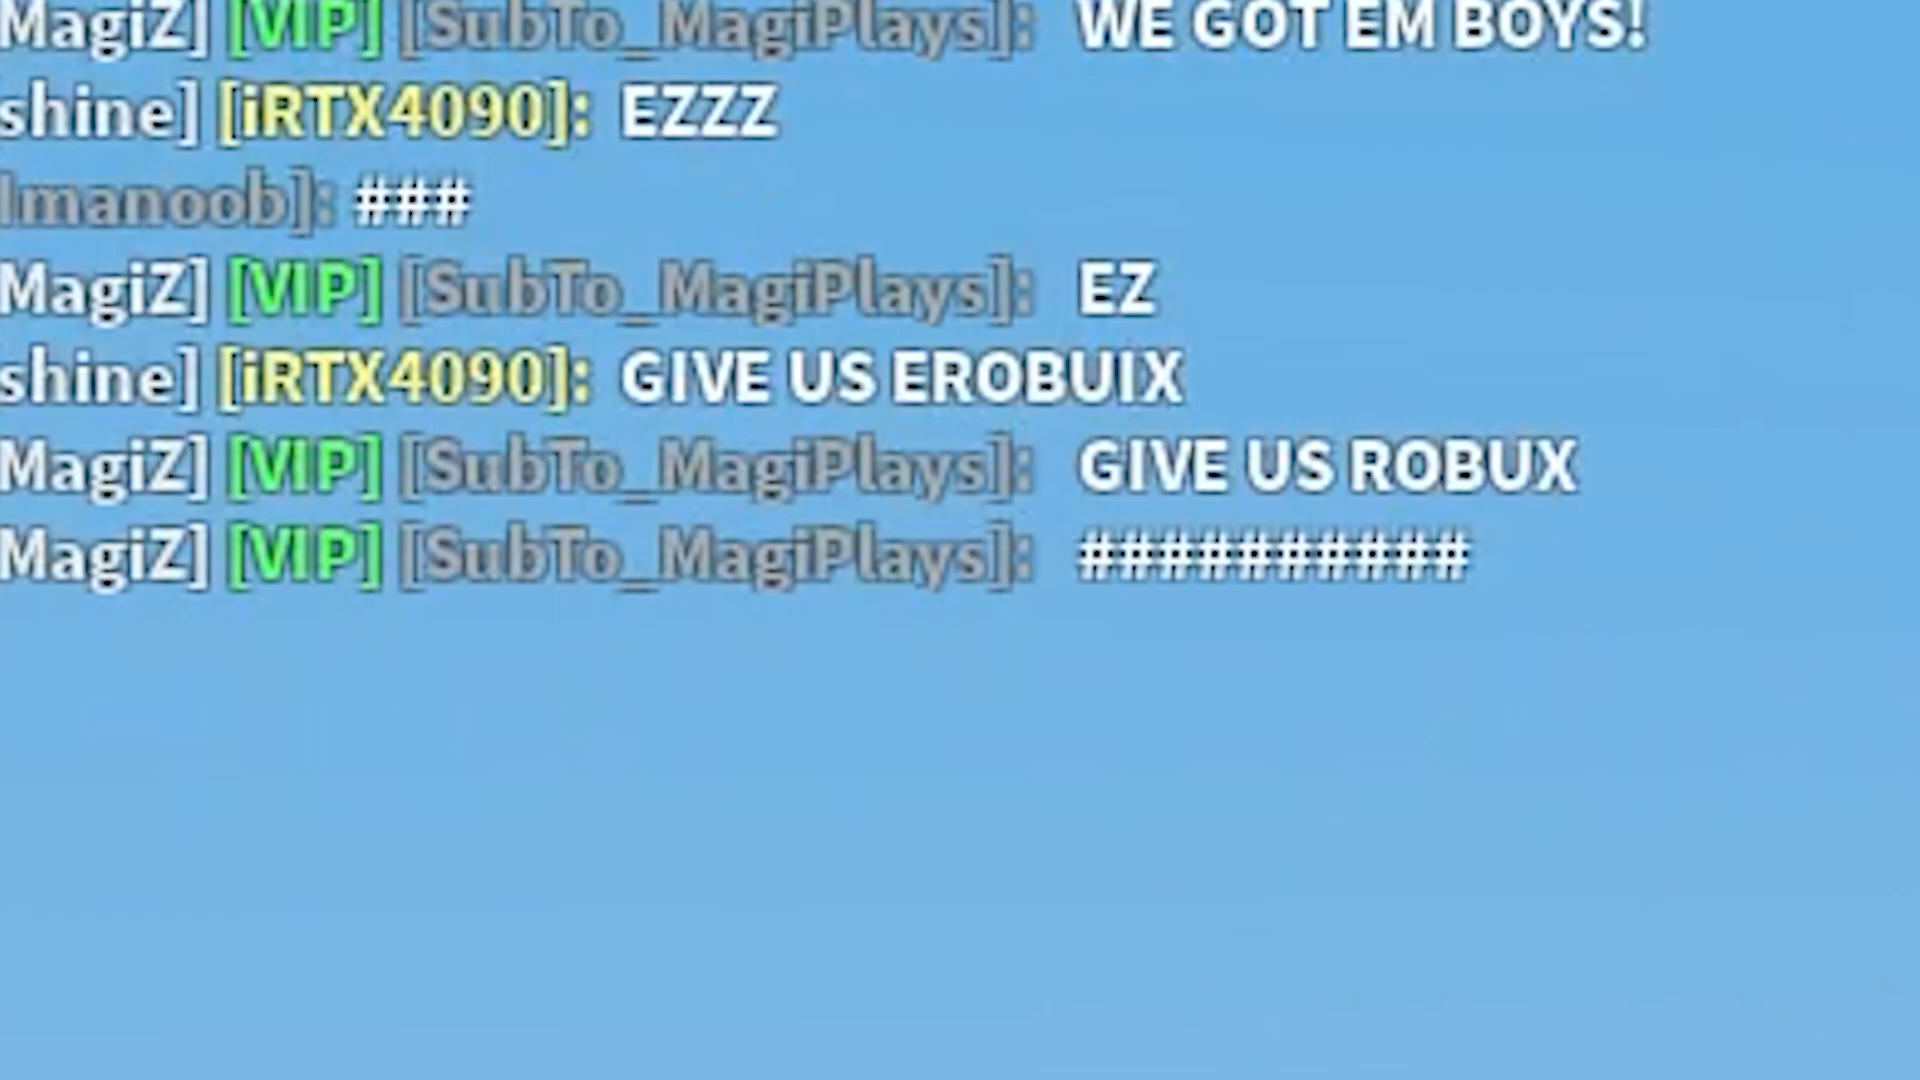 MagiZ] [VIP] [SubTo_MagiPlays]: WE GOT EM BOYS!
shine] [iRTX4090]: EZZZ
lmanoob]: ###
MagiZ] [VIP] [SubTo_MagiPlays]: EZ
shine] [iRTX4090]: GIVE US EROBUIX
MagiZ] [VIP] [SubTo_MagiPlays]: GIVE US ROBUX
MagiZ] [VIP] [SubTo_MagiPlays]: ###########